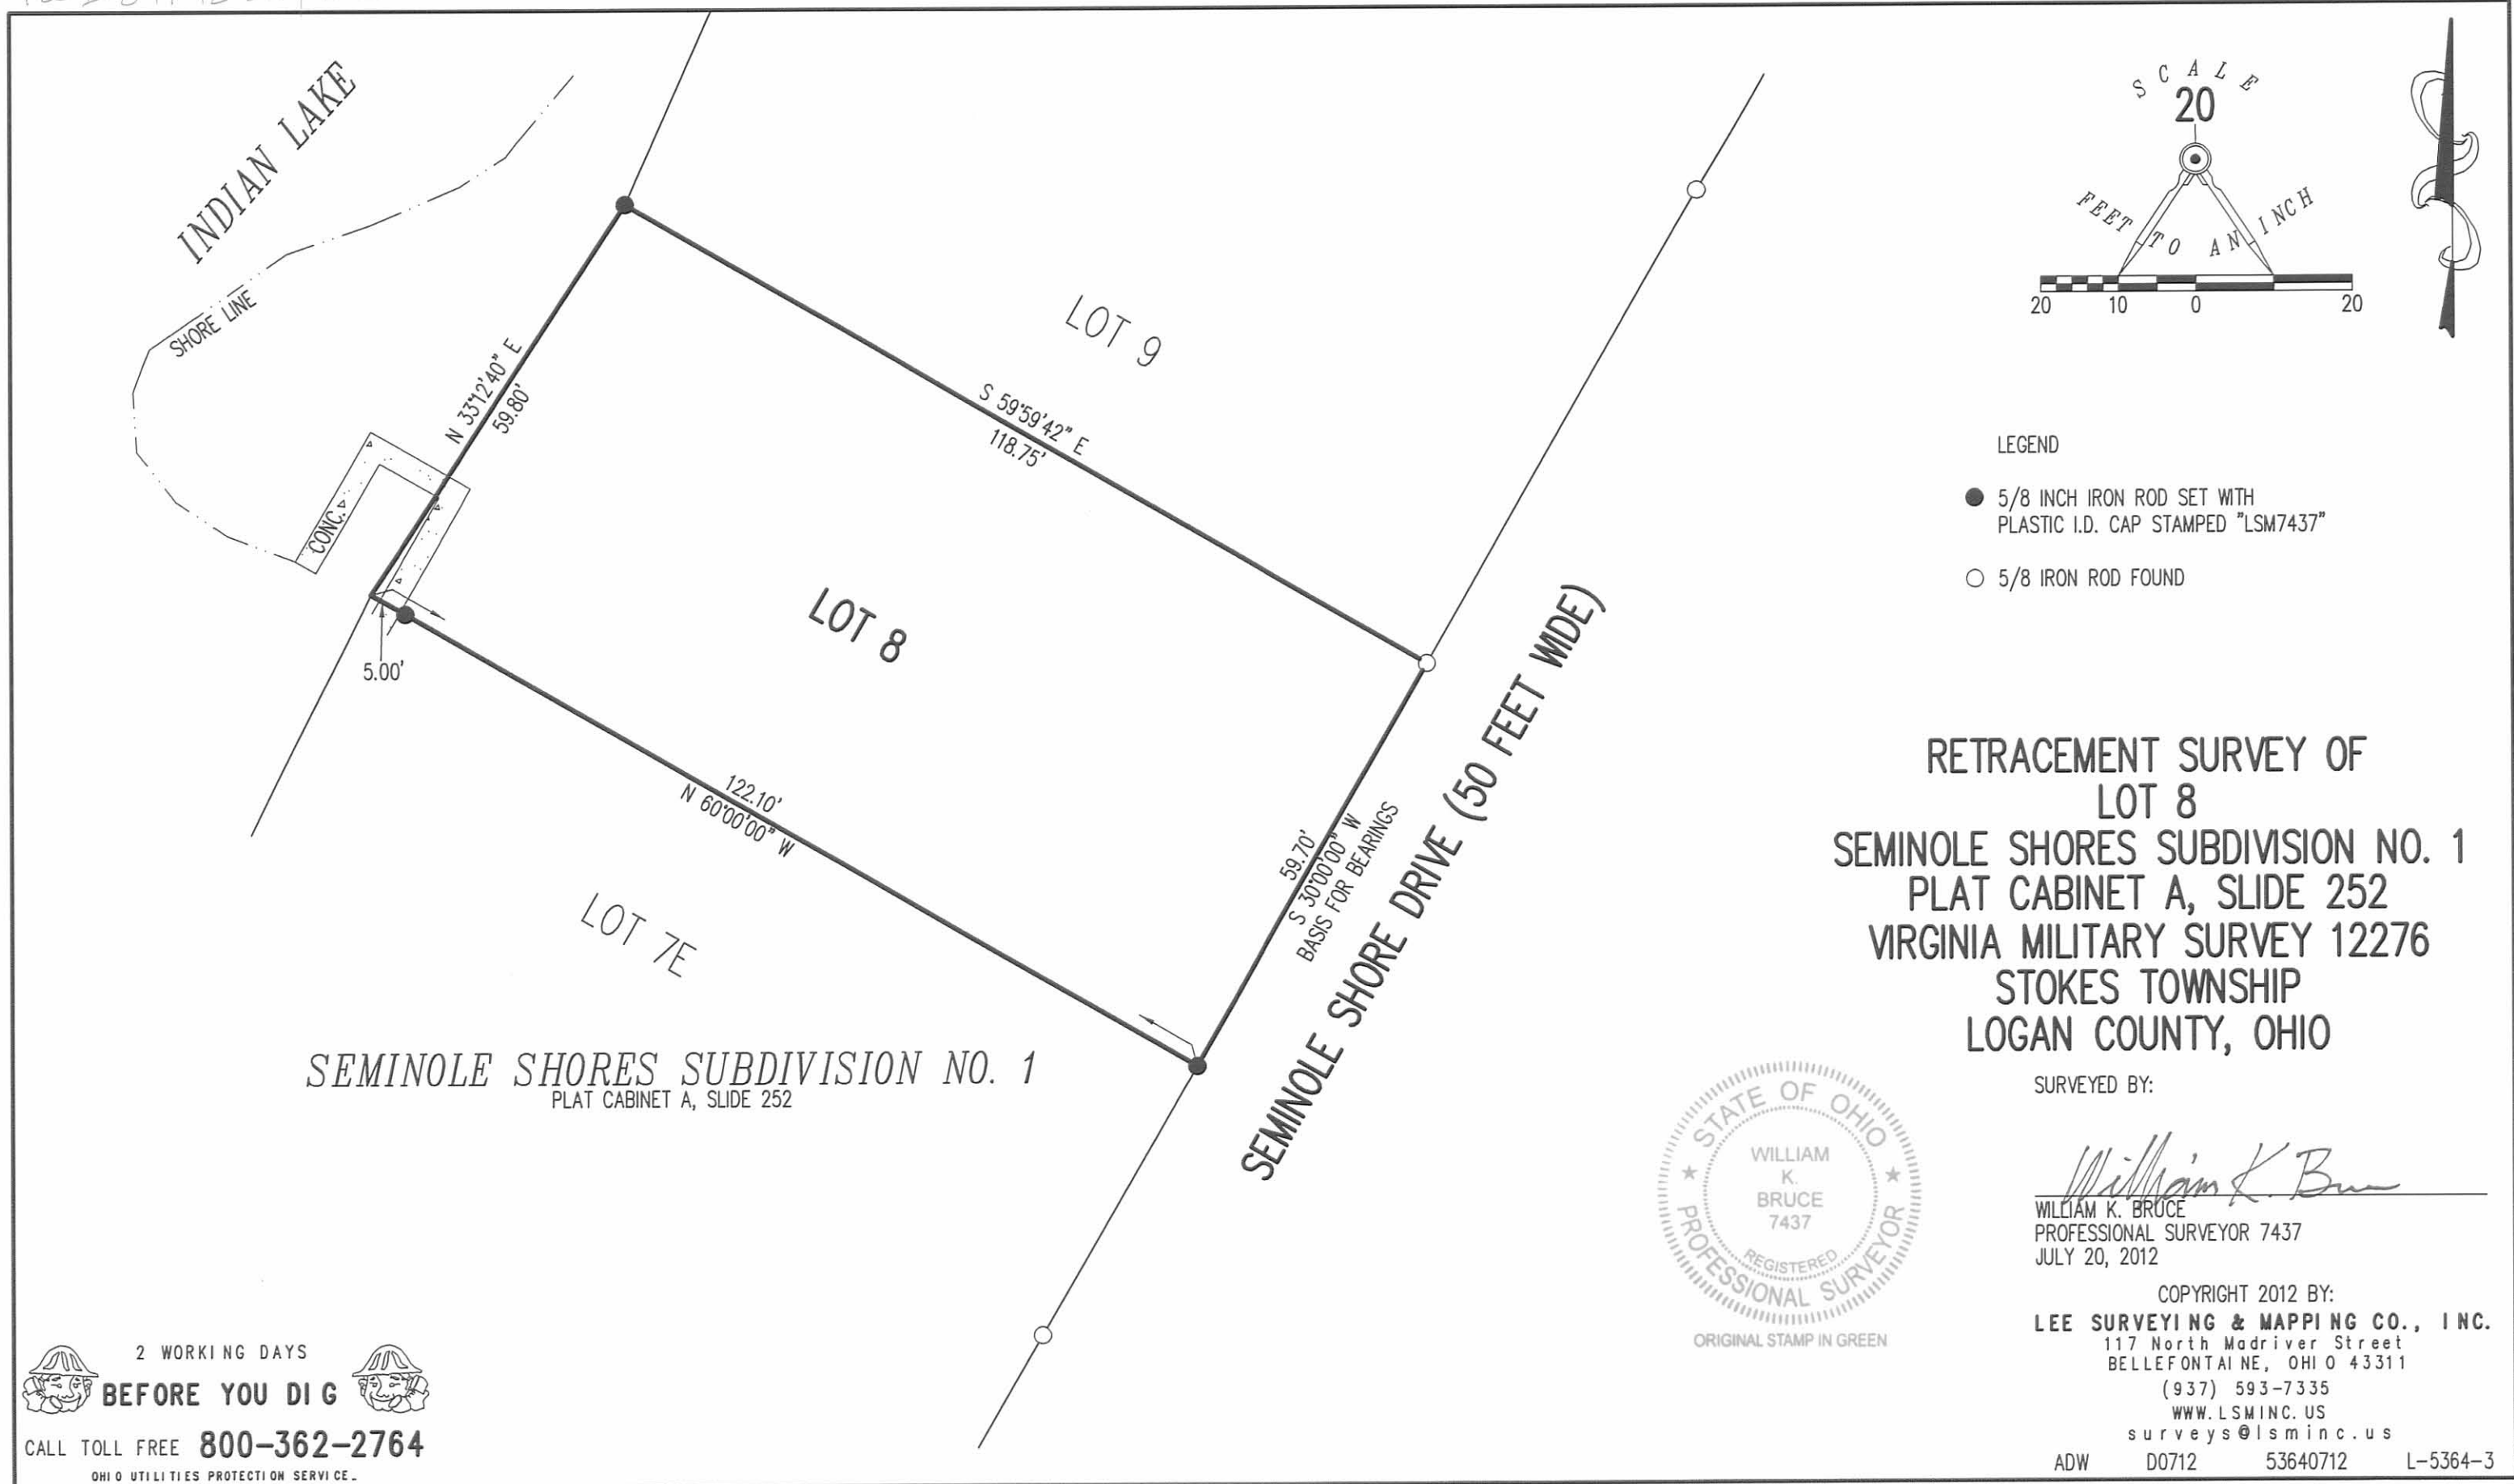 INDIAN LAKE
SHORE LINE
N 33°12'40" E
59.80'
CONC.
5.00'
LOT 9
S 59°59'42" E
118.75'
LOT 8
122.10'
N 60°00'00" W
LOT 7E
59.70'
S 30°00'00" W
BASIS FOR BEARINGS
SEMINOLE SHORE DRIVE (50 FEET WIDE)
SEMINOLE SHORES SUBDIVISION NO. 1
PLAT CABINET A, SLIDE 252
2 WORKING DAYS
BEFORE YOU DIG
CALL TOLL FREE 800-362-2764
OHIO UTILITIES PROTECTION SERVICE.
SCALE
20
FEET TO AN INCH
20 10 0 20
LEGEND
5/8 INCH IRON ROD SET WITH
PLASTIC I.D. CAP STAMPED "LSM7437"
5/8 IRON ROD FOUND
RETRACEMENT SURVEY OF
LOT 8
SEMINOLE SHORES SUBDIVISION NO. 1
PLAT CABINET A, SLIDE 252
VIRGINIA MILITARY SURVEY 12276
STOKES TOWNSHIP
LOGAN COUNTY, OHIO
SURVEYED BY:
STATE OF OHIO
WILLIAM
K.
BRUCE
7437
REGISTERED
PROFESSIONAL SURVEYOR
ORIGINAL STAMP IN GREEN
William K. Bruce
WILLIAM K. BRUCE
PROFESSIONAL SURVEYOR 7437
JULY 20, 2012
COPYRIGHT 2012 BY:
LEE SURVEYING & MAPPING CO., INC.
117 North Madriver Street
BELLEFONTAINE, OHIO 43311
(937) 593-7335
WWW.LSMINC.US
surveys@lsminc.us
ADW D0712 53640712 L-5364-3